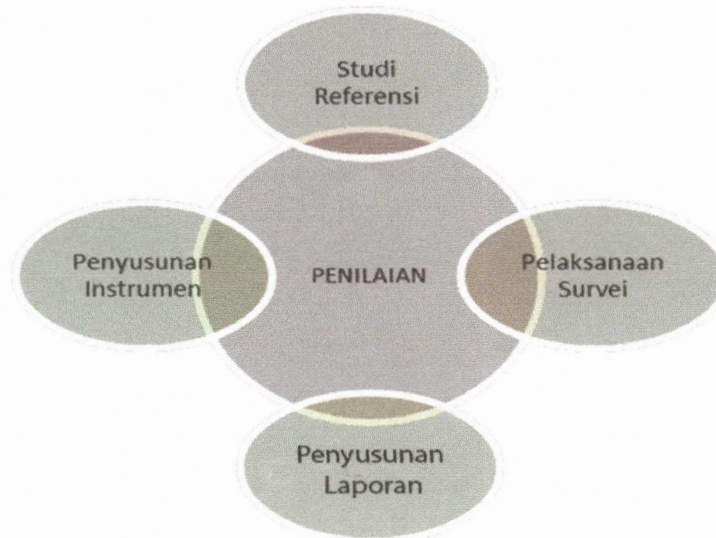 Studi
Referensi
Penyusunan
Instrumen
PENILAIAN
Pelaksanaan
Survei
Penyusunan
Laporan